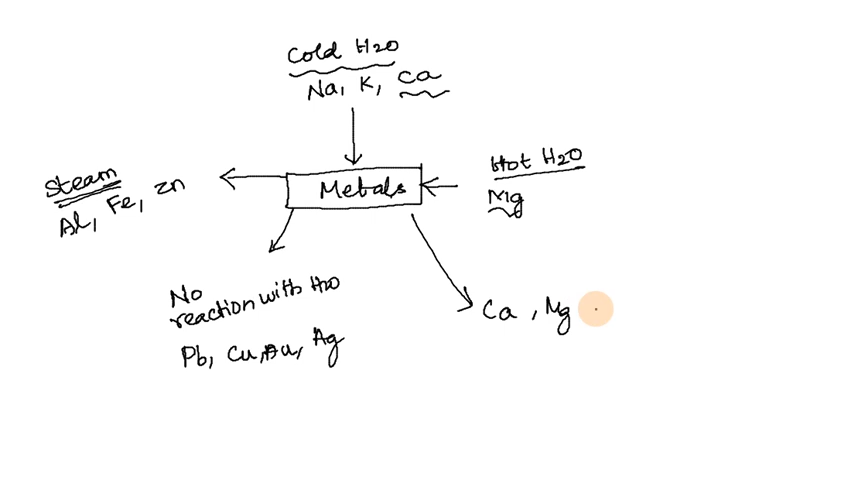 Cold H2O
Na, K, Ca
Steam
Al, Fe, Zn
Metals
Hot H2O
Mg
No
reaction with H2O
Pb, Cu, Au, Ag
Ca, Mg